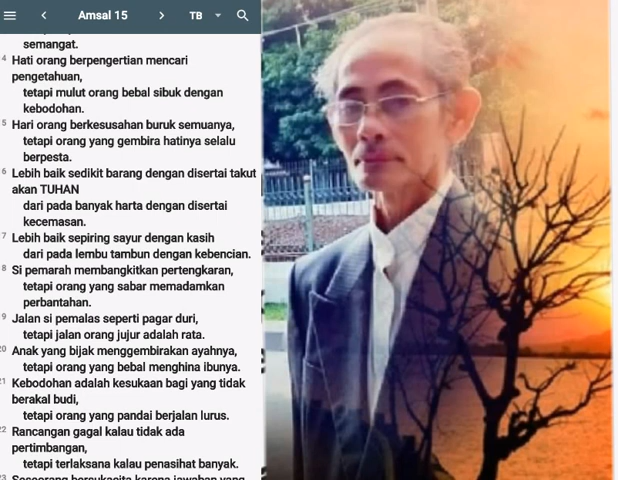 Amsal 15
TB
semangat.
4 Hati orang berpengertian mencari
pengetahuan,
tetapi mulut orang bebal sibuk dengan
kebodohan.
5 Hari orang berkesusahan buruk semuanya,
tetapi orang yang gembira hatinya selalu
berpesta.
6 Lebih baik sedikit barang dengan disertai takut
akan TUHAN
dari pada banyak harta dengan disertai
kecemasan.
7 Lebih baik sepiring sayur dengan kasih
dari pada lembu tambun dengan kebencian.
8 Si pemarah membangkitkan pertengkaran,
tetapi orang yang sabar memadamkan
perbantahan.
9 Jalan si pemalas seperti pagar duri,
tetapi jalan orang jujur adalah rata.
20 Anak yang bijak menggembirakan ayahnya,
tetapi orang yang bebal menghina ibunya.
21 Kebodohan adalah kesukaan bagi yang tidak
berakal budi,
tetapi orang yang pandai berjalan lurus.
22 Rancangan gagal kalau tidak ada
pertimbangan,
tetapi terlaksana kalau penasihat banyak.
23 Seseorang bersukacita karena jawaban yang